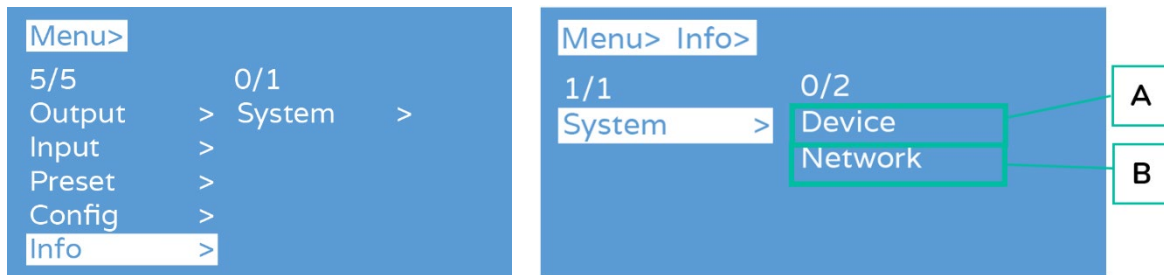 Menu>
5/5 0/1
Output > System >
Input >
Preset >
Config >
Info >
Menu> Info>
1/1 0/2
System > Device
Network
A
B